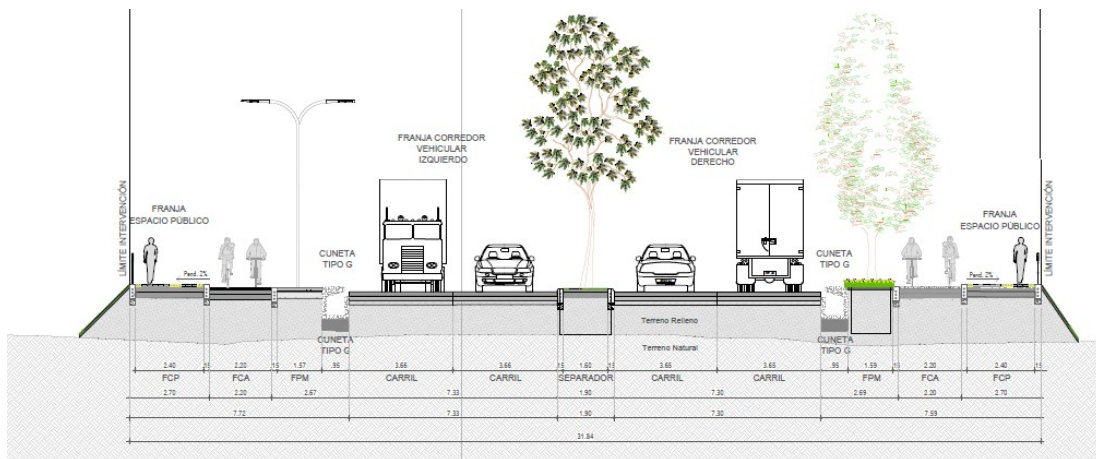 FRANJA CORREDOR
VEHICULAR
IZQUIERDO
FRANJA CORREDOR
VEHICULAR
DERECHO
LÍMITE INTERVENCIÓN
FRANJA
ESPACIO PÚBLICO
Pend. 2%
CUNETA
TIPO G
CUNETA
TIPO G
FRANJA
ESPACIO PÚBLICO
Pend. 2%
LÍMITE INTERVENCIÓN
Terreno Relleno
CUNETA
TIPO G
Terreno Natural
CUNETA
TIPO G
2.40 15 2.20 15 1.57 .95 3.66 3.66 15 1.60 15 3.65 3.65 .95 1.59 15 2.20 2.40 15
FCP FCA FPM CARRIL CARRIL SEPARADOR CARRIL CARRIL FPM FCA FCP
2.70 2.20 2.67 7.33 1.90 7.30 2.69 2.20 2.70
7.72 7.33 1.90 7.30 7.59
31.84